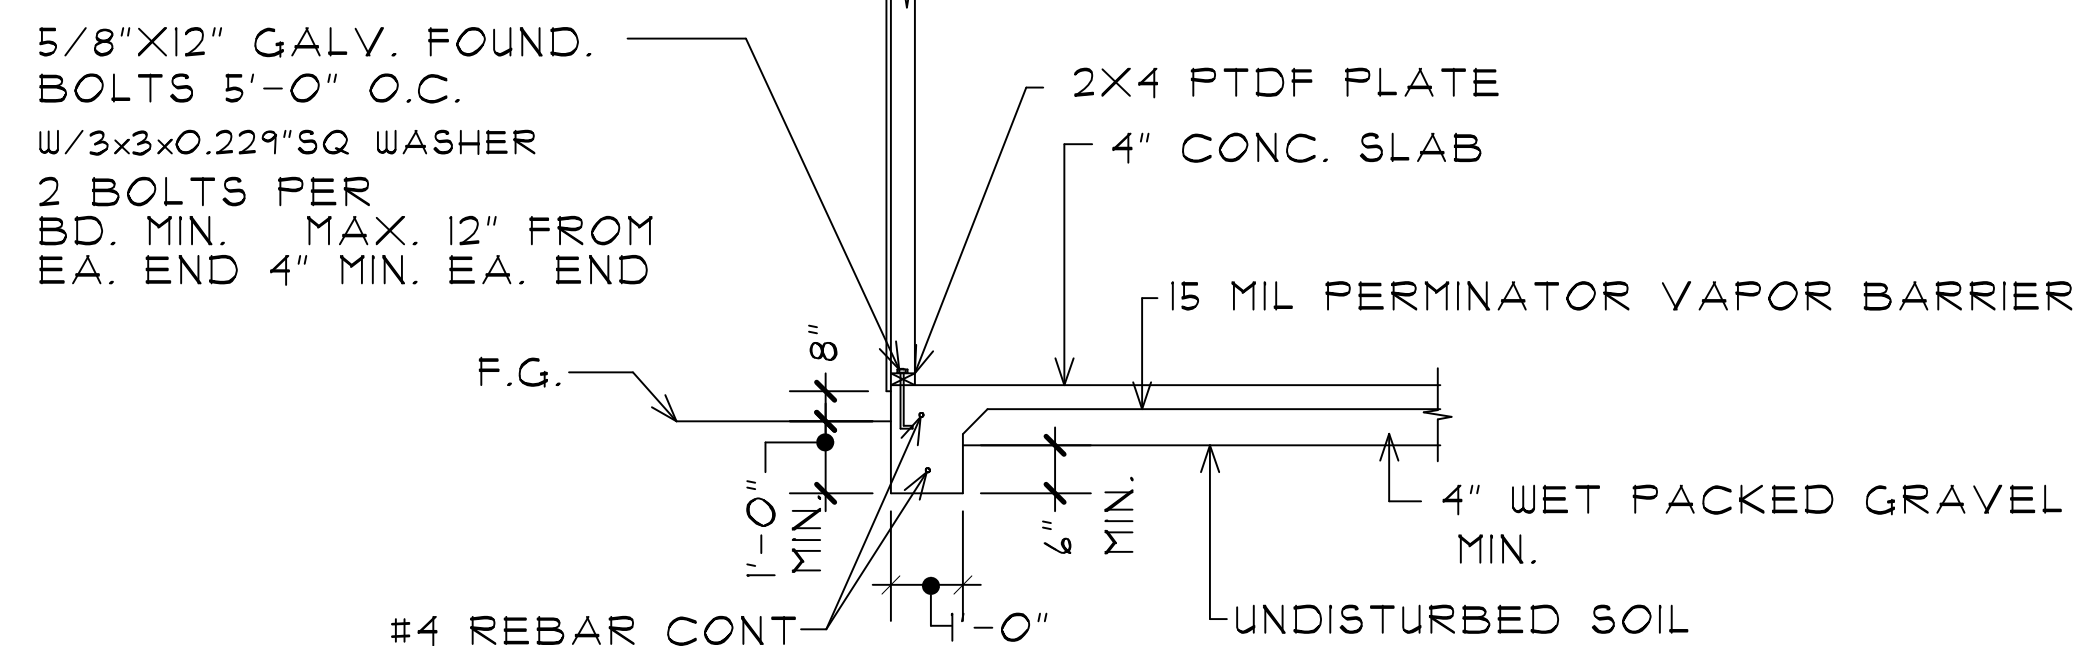 5/8"X12" GALV. FOUND.
BOLTS 5'-0" O.C.
W/3x3x0.229"SQ WASHER
2 BOLTS PER
BD. MIN. MAX. 12" FROM
EA. END 4" MIN. EA. END
2X4 PTDF PLATE
4" CONC. SLAB
15 MIL PERMINATOR VAPOR BARRIER
8"
F.G.
1'-0"
MIN.
6"
MIN.
4" WET PACKED GRAVEL
MIN.
#4 REBAR CONT
1'-0"
UNDISTURBED SOIL